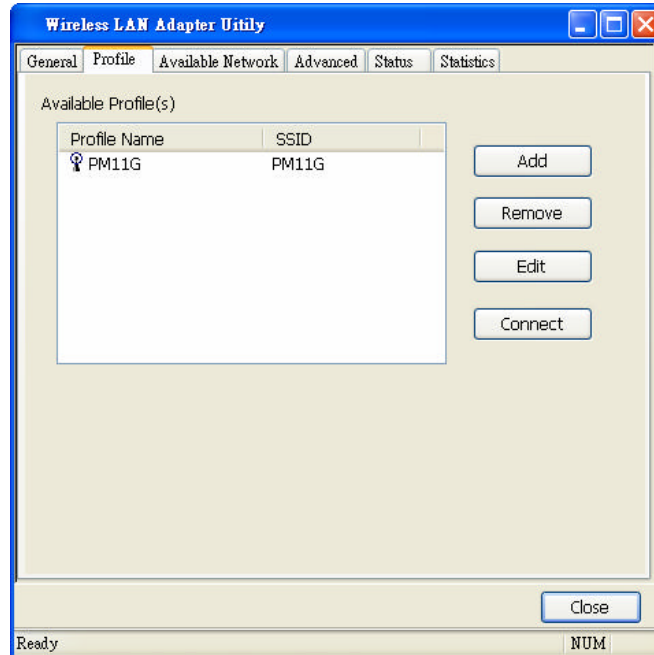 Wireless LAN Adapter Uitily
General Profile Available Network Advanced Status Statistics
Available Profile(s)
Profile Name SSID
PM11G PM11G
Add
Remove
Edit
Connect
Close
Ready NUM